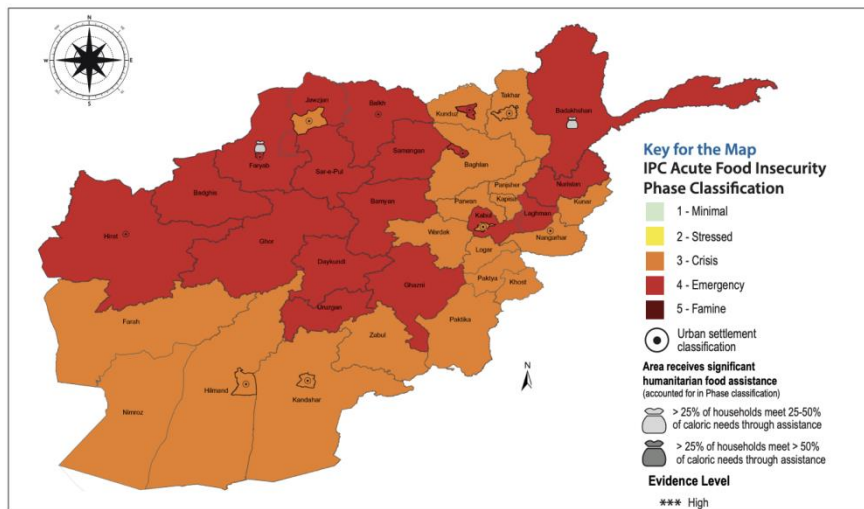 N
W
E
S
Jawzjan
Balkh
Kunduz
Takhar
Badakhshan
Faryab
Samangan
Sar-e-Pul
Baghlan
Badghis
Panjsher
Nuristan
Bamyan
Parwan
Kapisa
Kunar
Laghman
Kabul
Hirat
Ghor
Wardak
Nangarhar
Daykundi
Logar
Ghazni
Paktya
Khost
Uruzgan
Farah
Zabul
Paktika
Nimroz
Hilmand
Kandahar
N
Key for the Map
IPC Acute Food Insecurity
Phase Classification
1 - Minimal
2 - Stressed
3 - Crisis
4 - Emergency
5 - Famine
Urban settlement
classification
Area receives significant
humanitarian food assistance
(accounted for in Phase classification)
> 25% of households meet 25-50%
of caloric needs through assistance
> 25% of households meet > 50%
of caloric needs through assistance
Evidence Level
*** High